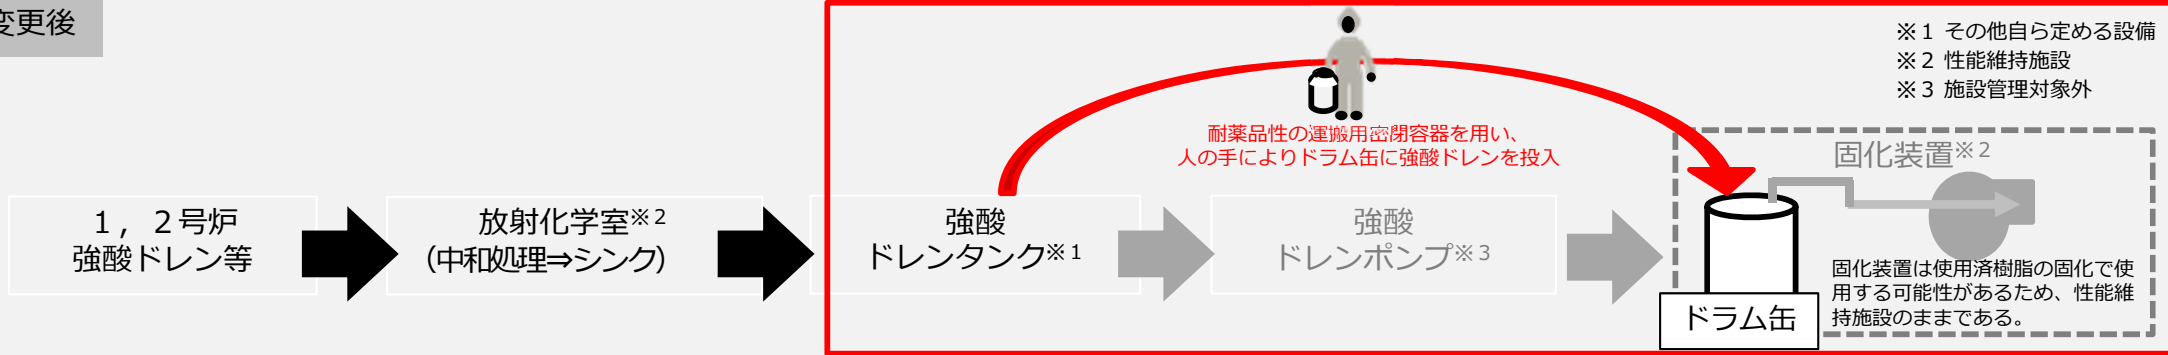 変更後
※１ その他自ら定める設備
※２ 性能維持施設
※３ 施設管理対象外
耐薬品性の運搬用密閉容器を用い、
人の手によりドラム缶に強酸ドレンを投入
固化装置※２
１，２号炉
強酸ドレン等
放射化学室※２
（中和処理⇒シンク）
強酸
ドレンタンク※１
強酸
ドレンポンプ※３
固化装置は使用済樹脂の固化で使
用する可能性があるため、性能維
持施設のままである。
ドラム缶